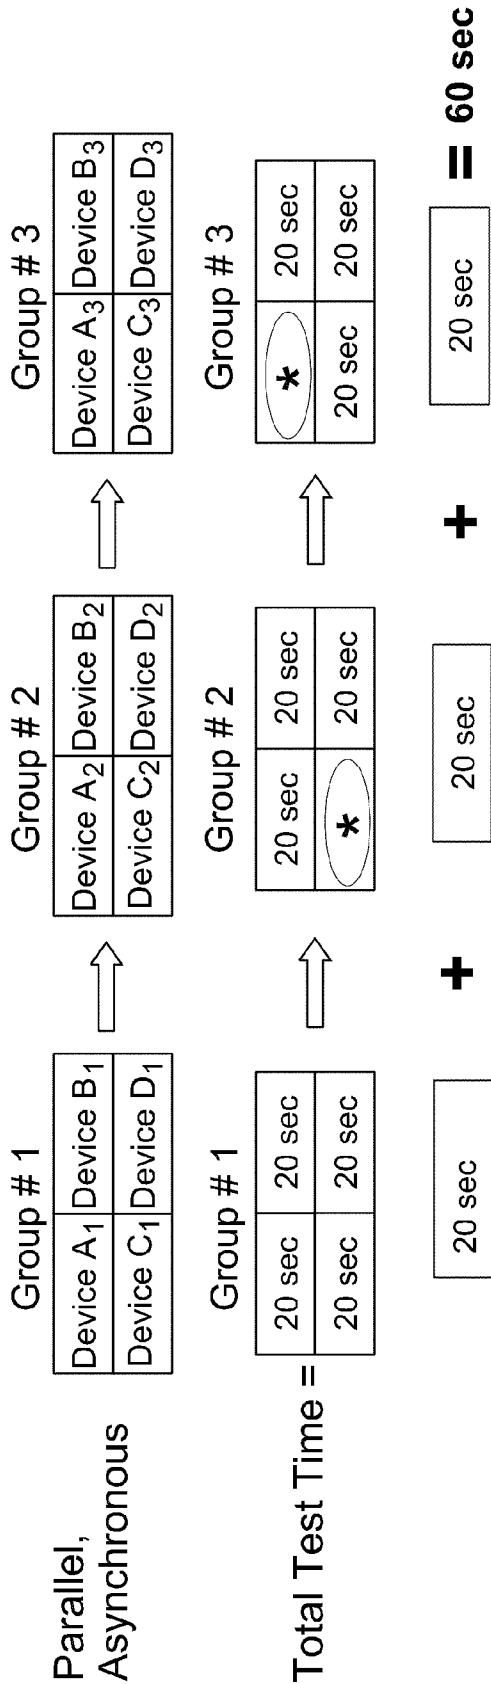 Parallel,
Asynchronous
Group # 1
Device A1 Device B1
Device C1 Device D1
Group # 2
Device A2 Device B2
Device C2 Device D2
Group # 3
Device A3 Device B3
Device C3 Device D3
Total Test Time =
Group # 1
20 sec 20 sec
20 sec 20 sec
Group # 2
20 sec 20 sec
* 20 sec
Group # 3
* 20 sec
20 sec 20 sec
20 sec + 20 sec + 20 sec = 60 sec